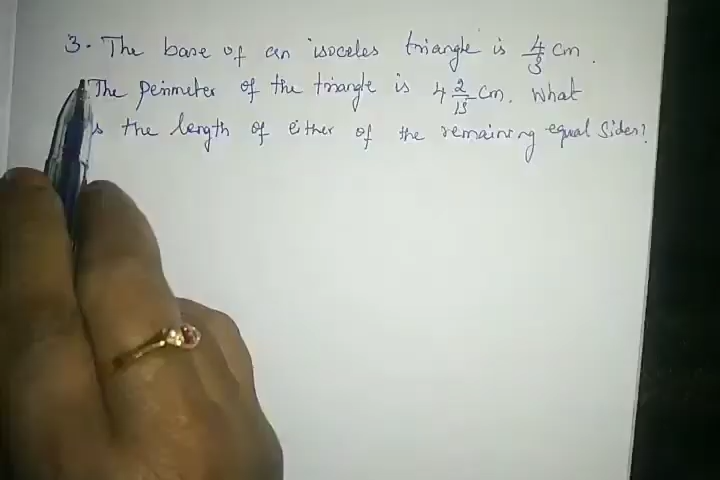 3. The base of an isoceles triangle is 4/3 cm.
The perimeter of the triangle is 4 2/15 cm. What
s the length of either of the remaining equal sides?